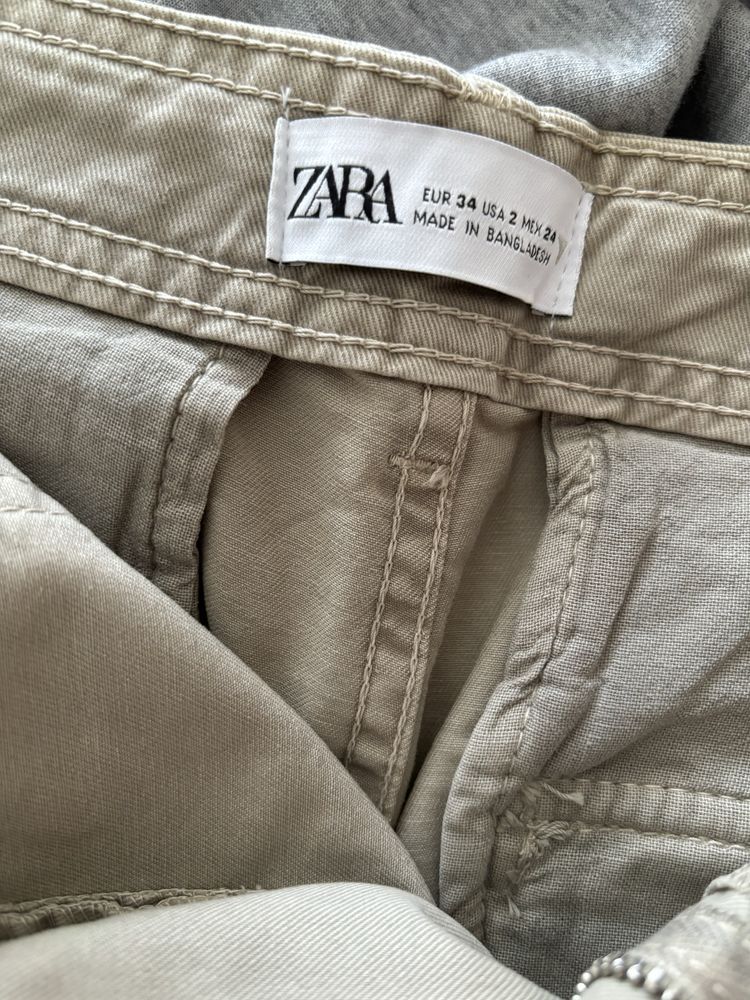 ZARA
EUR 34 USA 2 MEX 24
MADE IN BANGLADESH